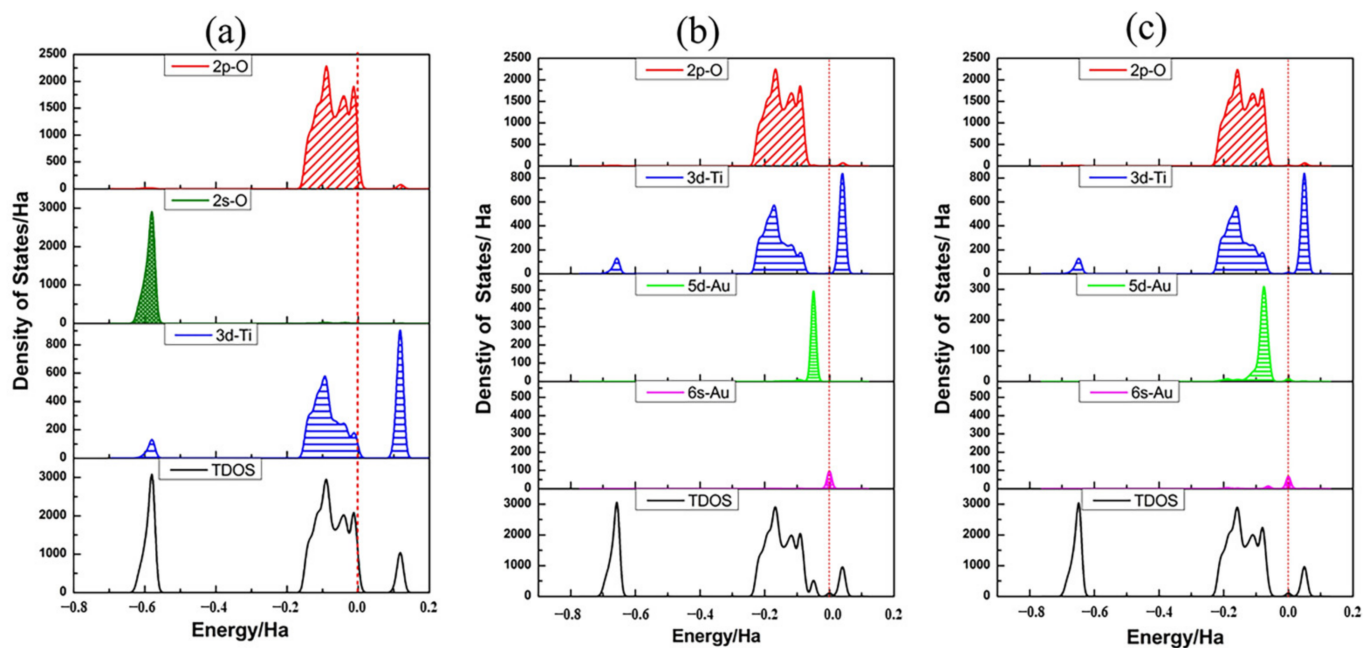 (a)
Density of States/Ha
2p-O
2500
2000
1500
1000
500
0
2s-O
3000
2000
1000
0
3d-Ti
800
600
400
200
0
TDOS
3000
2000
1000
0
−0.8 −0.6 −0.4 −0.2 0.0 0.2
Energy/Ha
(b)
Denstiy of States/ Ha
2p-O
2500
2000
1500
1000
500
0
3d-Ti
800
600
400
200
0
5d-Au
500
400
300
200
100
0
6s-Au
500
400
300
200
100
0
TDOS
3000
2000
1000
0
−0.8 −0.6 −0.4 −0.2 0.0 0.2
Energy/Ha
(c)
Denstiy of States/ Ha
2p-O
2500
2000
1500
1000
500
0
3d-Ti
800
600
400
200
0
5d-Au
300
200
100
0
6s-Au
500
400
300
200
100
0
TDOS
3000
2000
1000
0
−0.8 −0.6 −0.4 −0.2 0.0 0.2
Energy/Ha